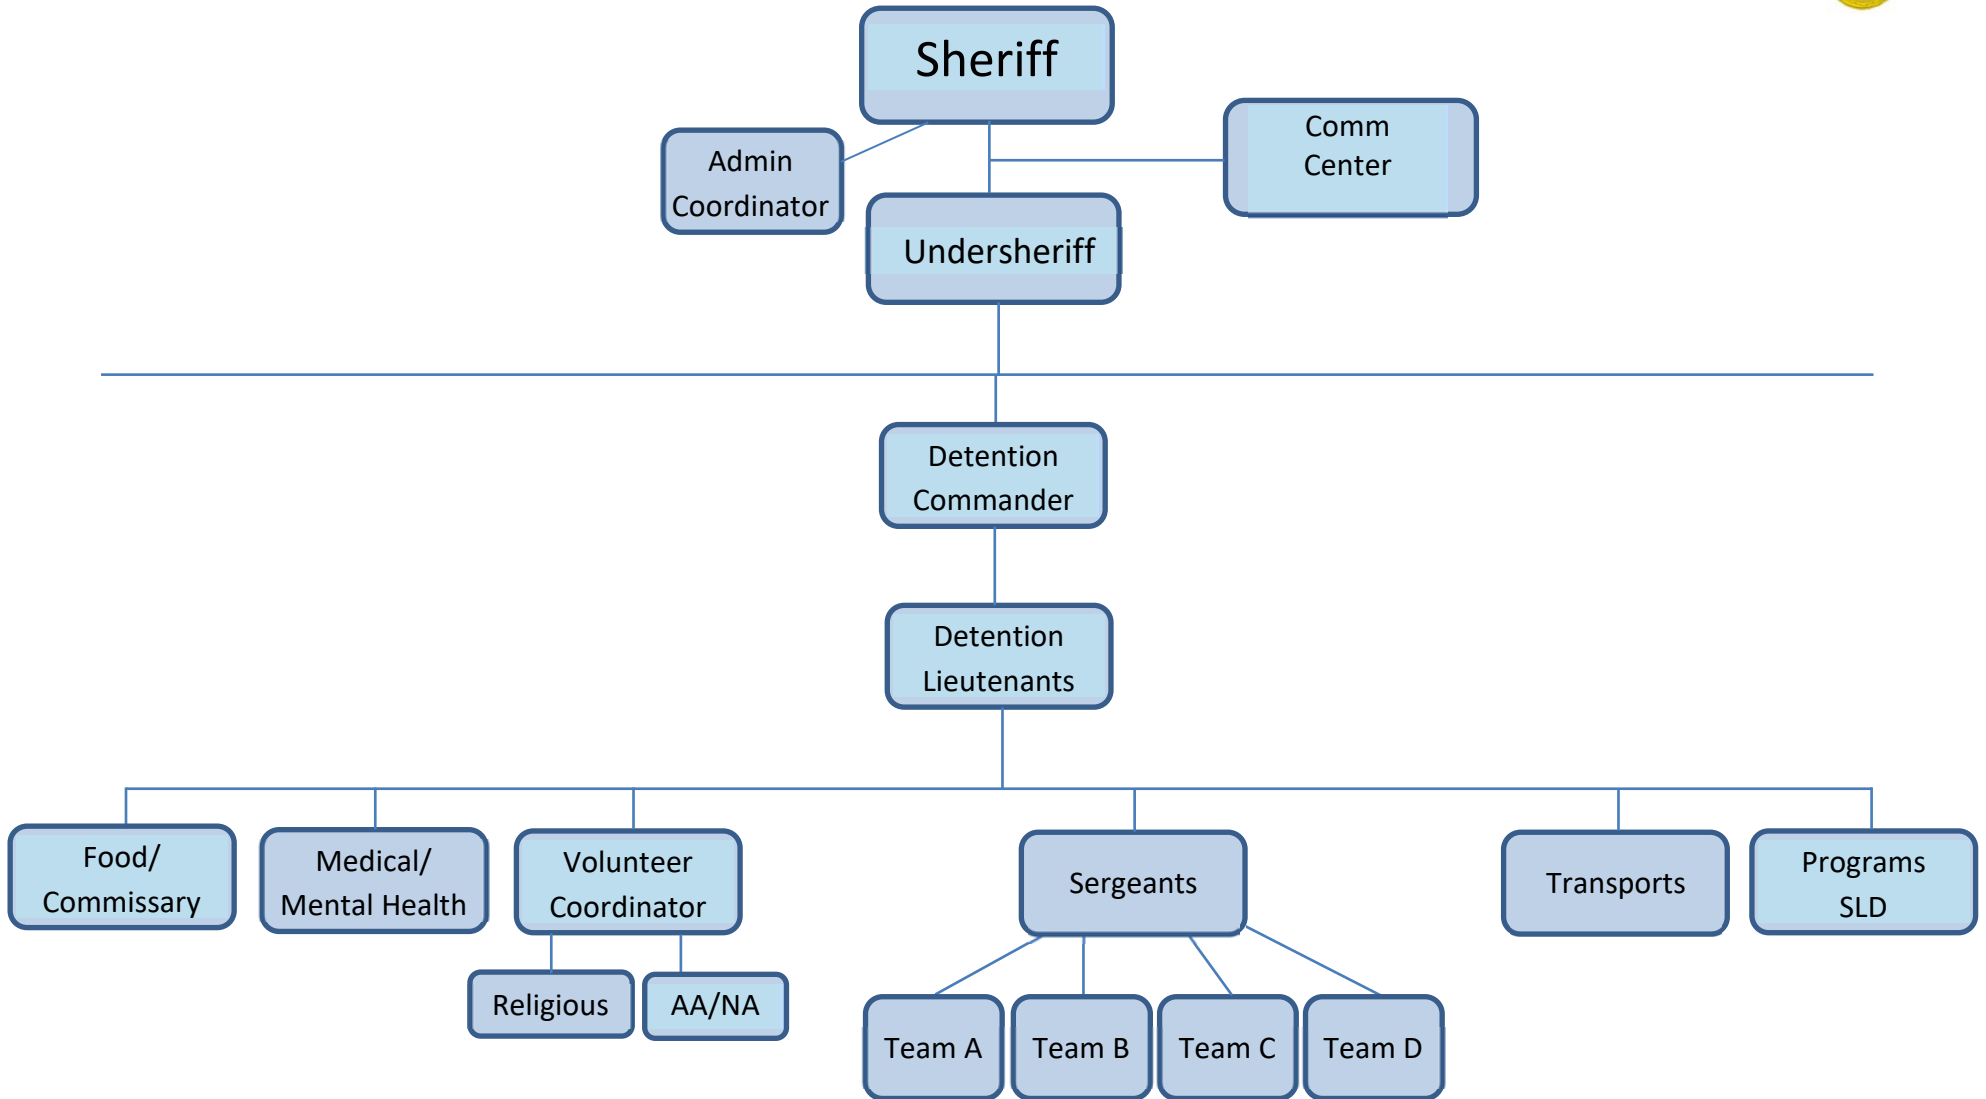 Sheriff
Comm
Center
Admin
Coordinator
Undersheriff
Detention
Commander
Detention
Lieutenants
Food/
Commissary
Medical/
Mental Health
Volunteer
Coordinator
Sergeants
Transports
Programs
SLD
Religious
AA/NA
Team A
Team B
Team C
Team D